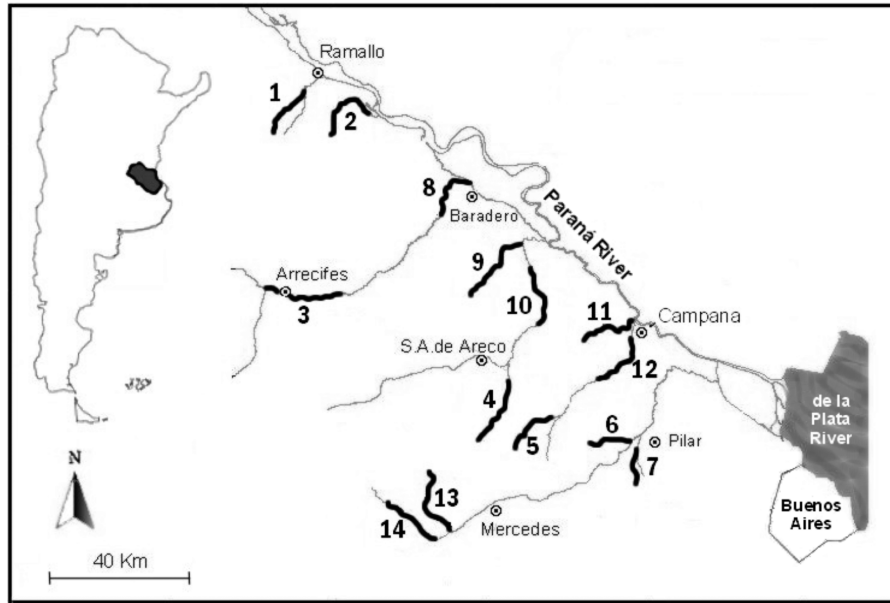 Ramallo
1
2
8
Baradero
Paraná River
9
Arrecifes
3
10
11
Campana
S.A.de Areco
12
4
5
6
Pilar
7
de la
Plata
River
13
14
Mercedes
Buenos
Aires
N
40 Km